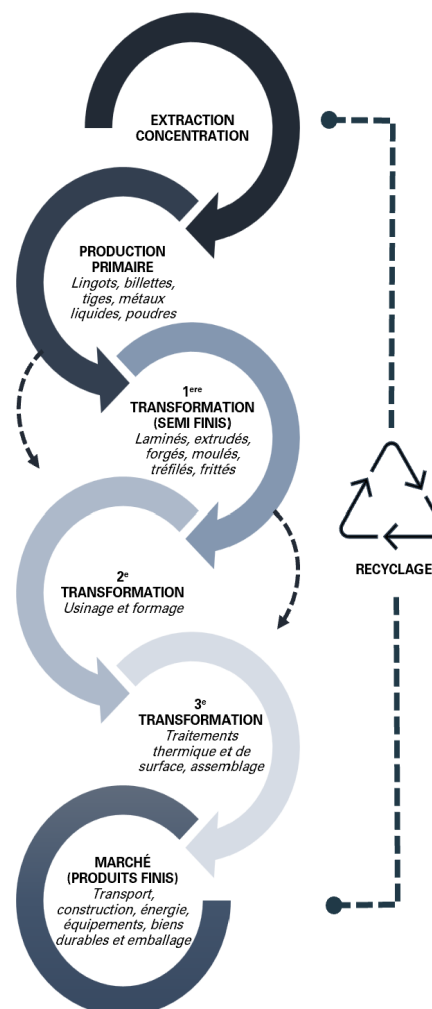 EXTRACTION
CONCENTRATION
PRODUCTION
PRIMAIRE
Lingots, billettes,
tiges, métaux
liquides, poudres
1ere
TRANSFORMATION
(SEMI FINIS)
Laminés, extrudés,
forgés, moulés,
tréfilés, frittés
RECYCLAGE
2e
TRANSFORMATION
Usinage et formage
3e
TRANSFORMATION
Traitements
thermique et de
surface, assemblage
MARCHÉ
(PRODUITS FINIS)
Transport,
construction, énergie,
équipements, biens
durables et emballage